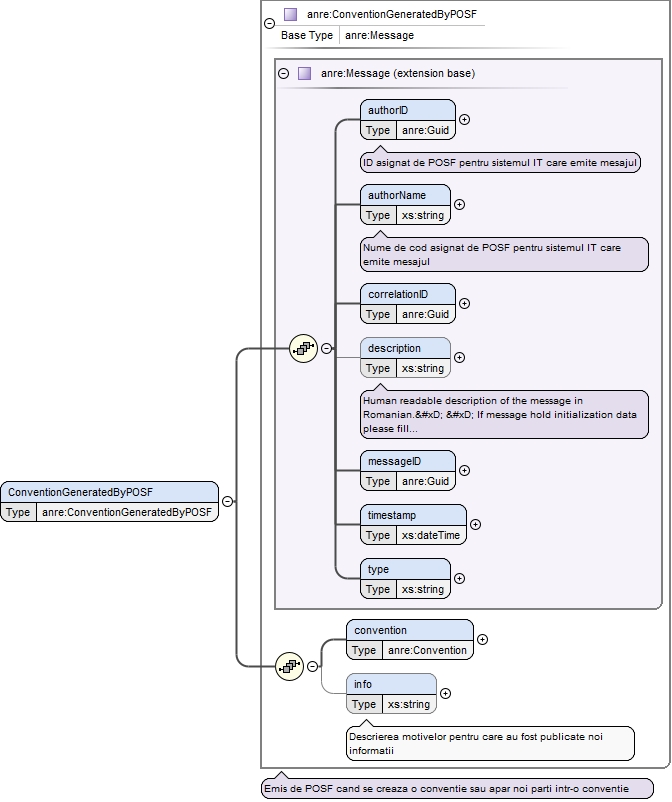 anre:ConventionGeneratedByPOSF
Base Type anre:Message
anre:Message (extension base)
authorID
Type anre:Guid
ID asignat de POSF pentru sistemul IT care emite mesajul
authorName
Type xs:string
Nume de cod asignat de POSF pentru sistemul IT care
emite mesajul
correlationID
Type anre:Guid
description
Type xs:string
Human readable description of the message in
Romanian.&#xD; &#xD; If message hold initialization data
please fill...
messageID
Type anre:Guid
ConventionGeneratedByPOSF
Type anre:ConventionGeneratedByPOSF
timestamp
Type xs:dateTime
type
Type xs:string
convention
Type anre:Convention
info
Type xs:string
Descrierea motivelor pentru care au fost publicate noi
informatii
Emis de POSF cand se creaza o conventie sau apar noi parti intr-o conventie